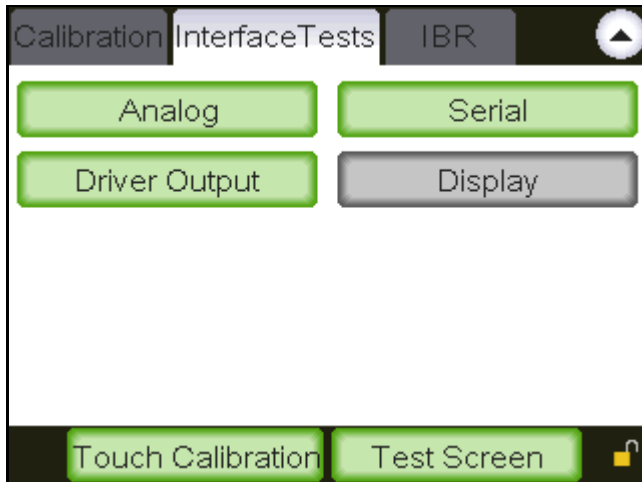 Calibration InterfaceTests IBR
Analog Serial
Driver Output Display
Touch Calibration Test Screen